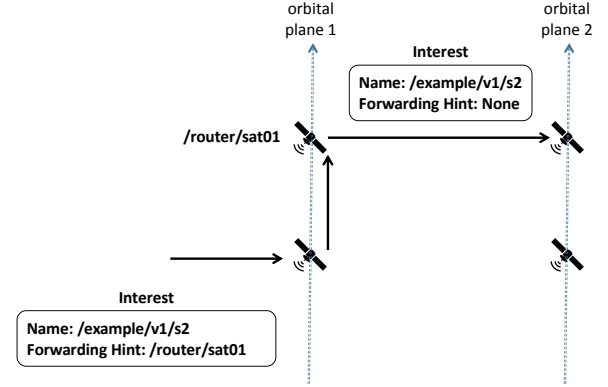 orbital
plane 1
orbital
plane 2
Interest
Name: /example/v1/s2
Forwarding Hint: None
/router/sat01
Interest
Name: /example/v1/s2
Forwarding Hint: /router/sat01